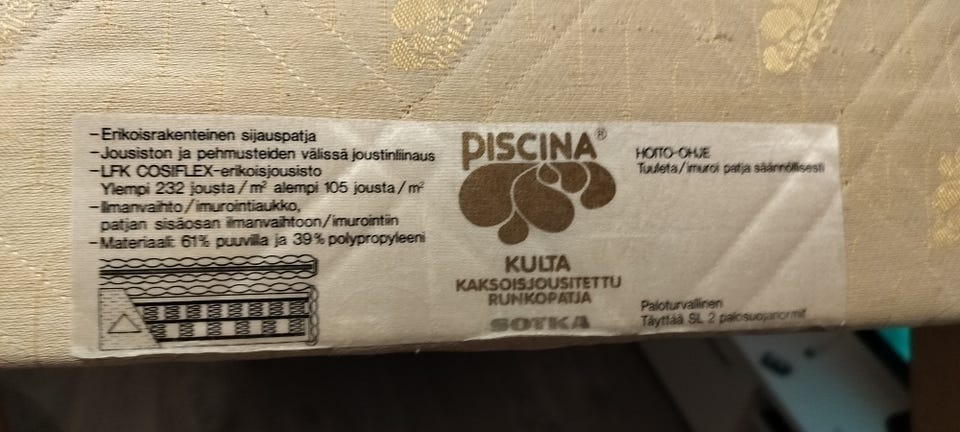 -Erikoisrakenteinen sijauspatja
-Jousiston ja pehmusteiden välissä joustinliinaus
-LFK COSIFLEX-erikoisjousisto
Ylempi 232 jousta/m² alempi 105 jousta/m²
-Ilmanvaihto/imurointiaukko,
patjan sisäosan ilmanvaihtoon/imurointiin
-Materiaali: 61% puuvilla ja 39% polypropyleeni
PISCINA®
KULTA
KAKSOISJOUSITETTU
RUNKOPATJA
SOTKA
HOITO-OHJE
Tuuleta/imuroi patja säännöllisesti
Paloturvallinen
Täyttää SL 2 palosuojanormit